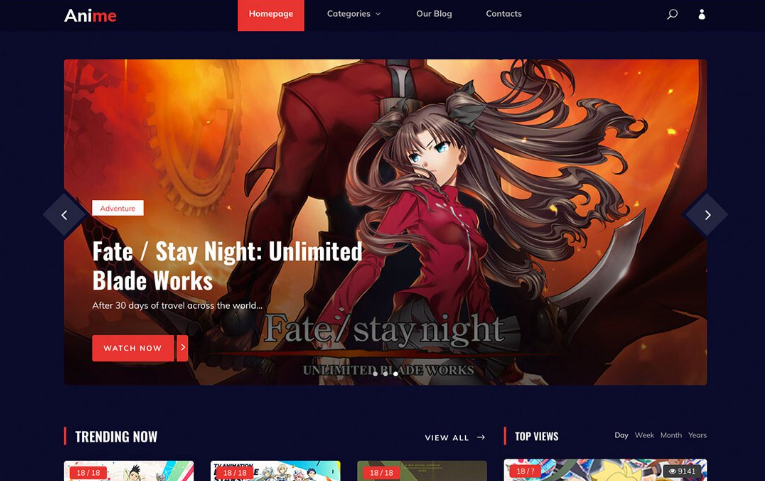 Anime
Homepage
Categories
Our Blog
Contacts
Adventure
Fate / Stay Night: Unlimited
Blade Works
After 30 days of travel across the world...
WATCH NOW
Fate/stay night
UNLIMITED BLADE WORKS
TRENDING NOW
VIEW ALL
18 / 18
18 / 18
18 / 18
TOP VIEWS
Day Week Month Years
18 / ?
9141